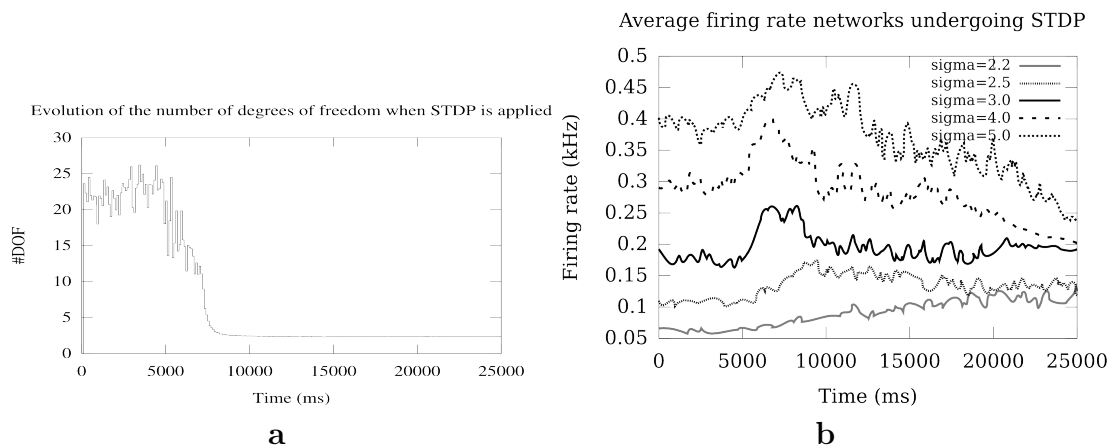 Evolution of the number of degrees of freedom when STDP is applied
30
25
20
15
10
5
0
#DOF
0 5000 10000 15000 20000 25000
Time (ms)
a
Average firing rate networks undergoing STDP
0.5
0.45
0.4
0.35
0.3
0.25
0.2
0.15
0.1
0.05
Firing rate (kHz)
sigma=2.2
sigma=2.5
sigma=3.0
sigma=4.0
sigma=5.0
0 5000 10000 15000 20000 25000
Time (ms)
b